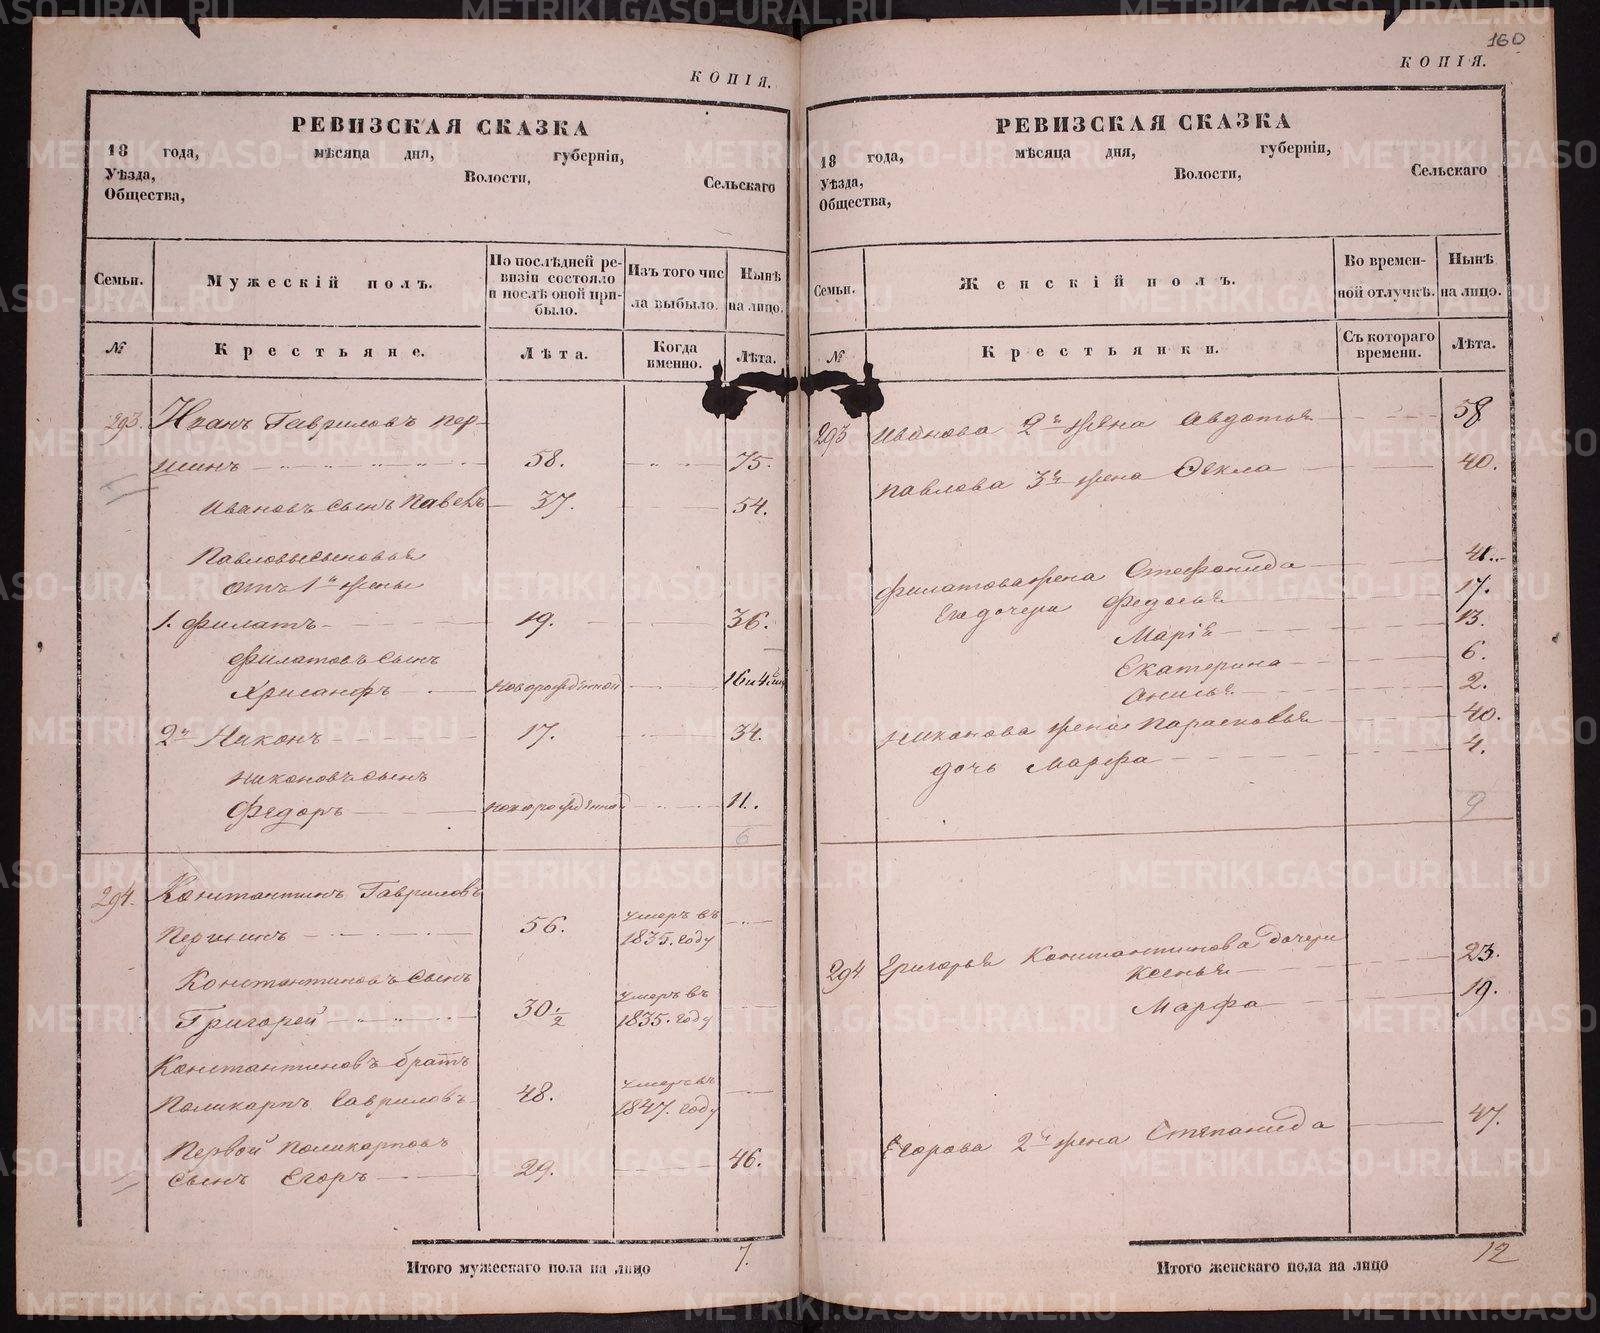 КОПІЯ.
РЕВИЗСКАЯ СКАЗКА
18 года, мѣсяца дня, губерніи,
Уѣзда, Волости, Сельскаго
Общества,
Семьи. Мужескій полъ. По послѣдней ревизіи состояло и послѣ оной прибыло. Изъ того числа выбыло. Нынѣ на лицо.
№ Крестьяне. Лѣта. Когда именно. Лѣта.
293. Иванъ Гавриловъ Пер-
шинъ 58. 75.
Ивановъ сынъ Павелъ 37. 54.
Павловы сыновья
отъ 1й жены
1. Филатъ 19. 36.
Филатовъ сынъ
Хрисанфъ новорожденной 16 и 4
2й Никонъ 17. 34.
Никоновъ сынъ
Федоръ новорожденной 11.
6
294. Константинъ Гавриловъ
Першинъ 56. умеръ въ 1835. году
Константиновъ сынъ
Григорей 30 1/2 умеръ въ 1835. году
Константиновъ братъ
Поликарпъ Гавриловъ 48. умеръ въ 1847. году
Первой Поликарповъ
сынъ Егоръ 29. 46.
Итого мужескаго пола на лицо 7.
160
КОПІЯ.
РЕВИЗСКАЯ СКАЗКА
18 года, мѣсяца дня, губерніи,
Уѣзда, Волости, Сельскаго
Общества,
Семьи. Женскій полъ. Во временной отлучкѣ. Нынѣ на лицо.
№ Крестьянки. Съ котораго времени. Лѣта.
293 Иванова 2я жена Авдотья 58
Павлова 3я жена Фекла 40.
Филатова жена Стефанида 41.
Его дочери Федосья 17.
Марія 13.
Екатерина 6.
Анисья 2.
Никонова жена Парасковья 40.
дочь Марфа 4.
9
294 Григорья Константинова дочери
Ксенья 23.
Марфа 19.
Егорова 2я жена Степанида 47.
Итого женскаго пола на лицо 12
METRIKI.GASO-URAL.RU